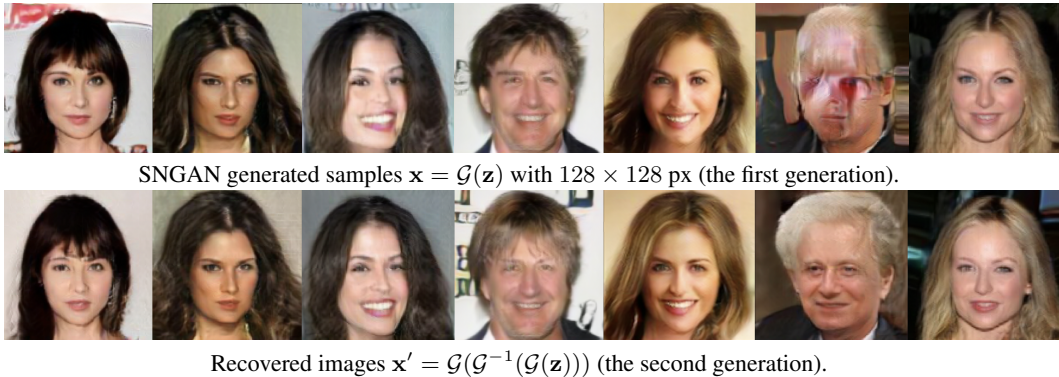 SNGAN generated samples x = G(z) with 128 × 128 px (the first generation).
Recovered images x′ = G(G⁻¹(G(z))) (the second generation).